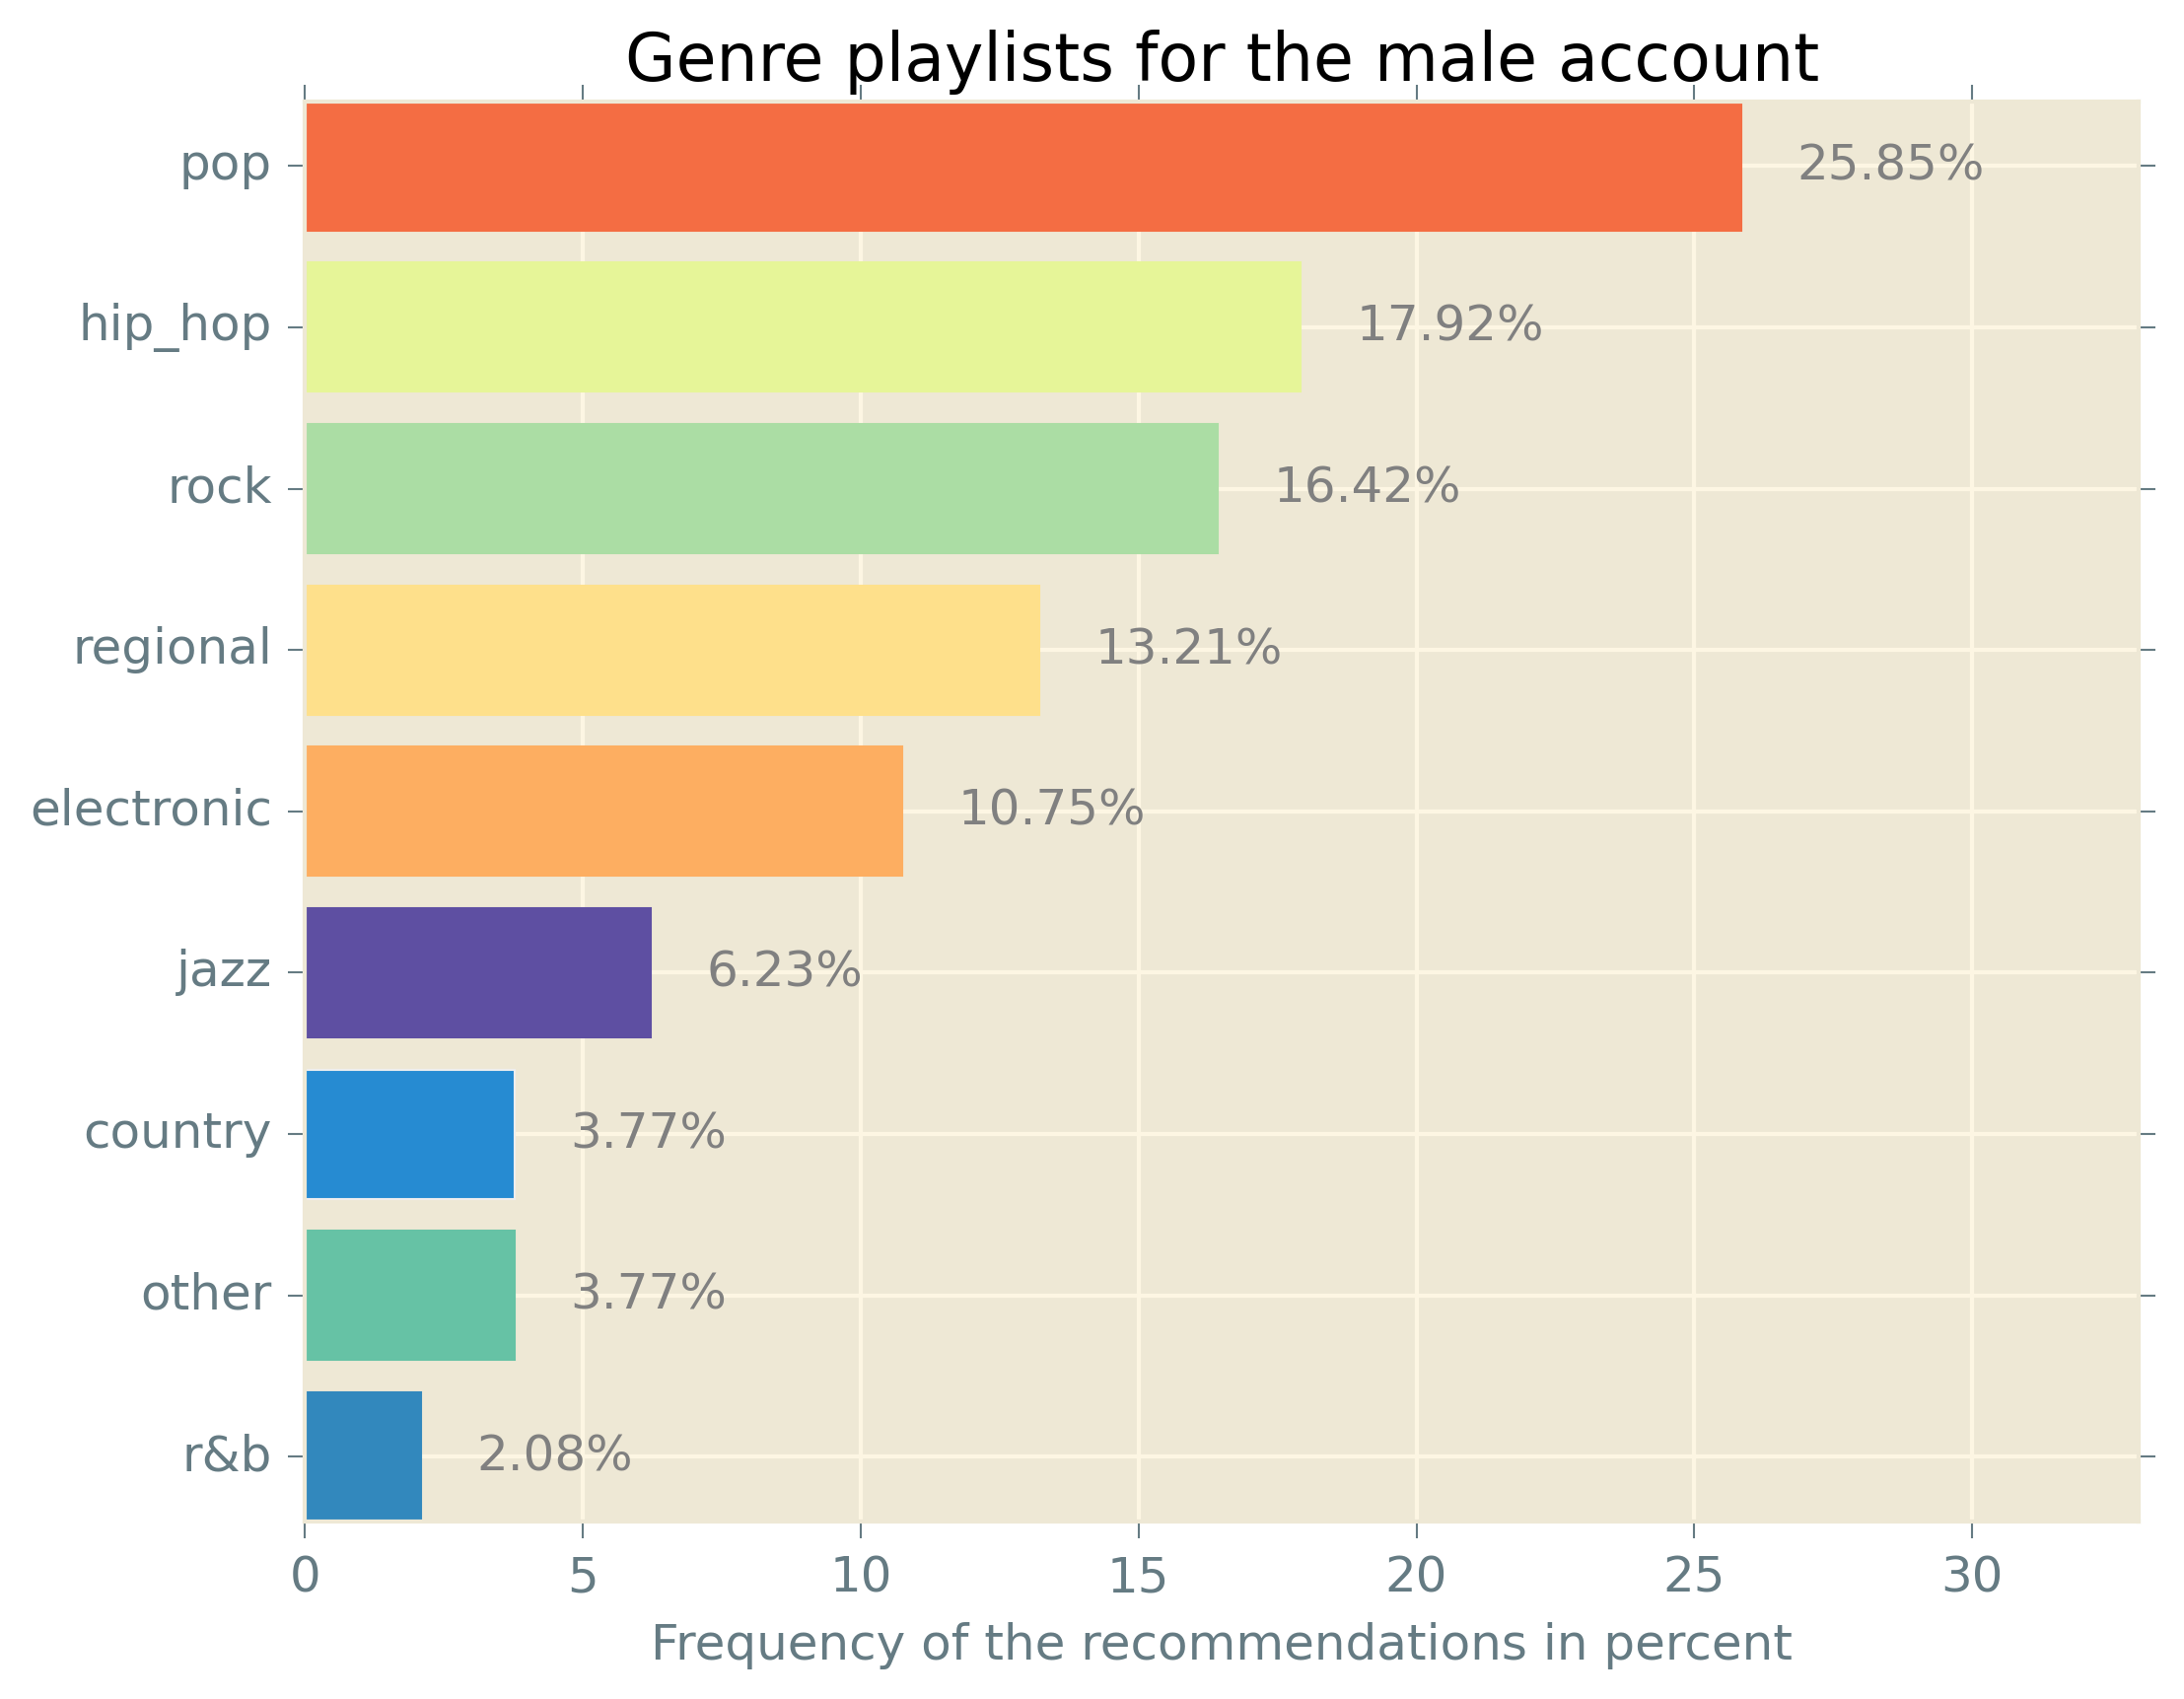 Genre playlists for the male account
pop 25.85%
hip_hop 17.92%
rock 16.42%
regional 13.21%
electronic 10.75%
jazz 6.23%
country 3.77%
other 3.77%
r&b 2.08%
0 5 10 15 20 25 30
Frequency of the recommendations in percent